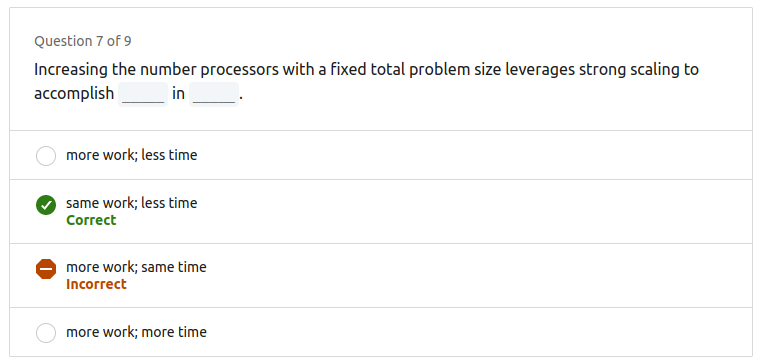 Question 7 of 9
Increasing the number processors with a fixed total problem size leverages strong scaling to
accomplish _____ in _____.
more work; less time
same work; less time
Correct
more work; same time
Incorrect
more work; more time